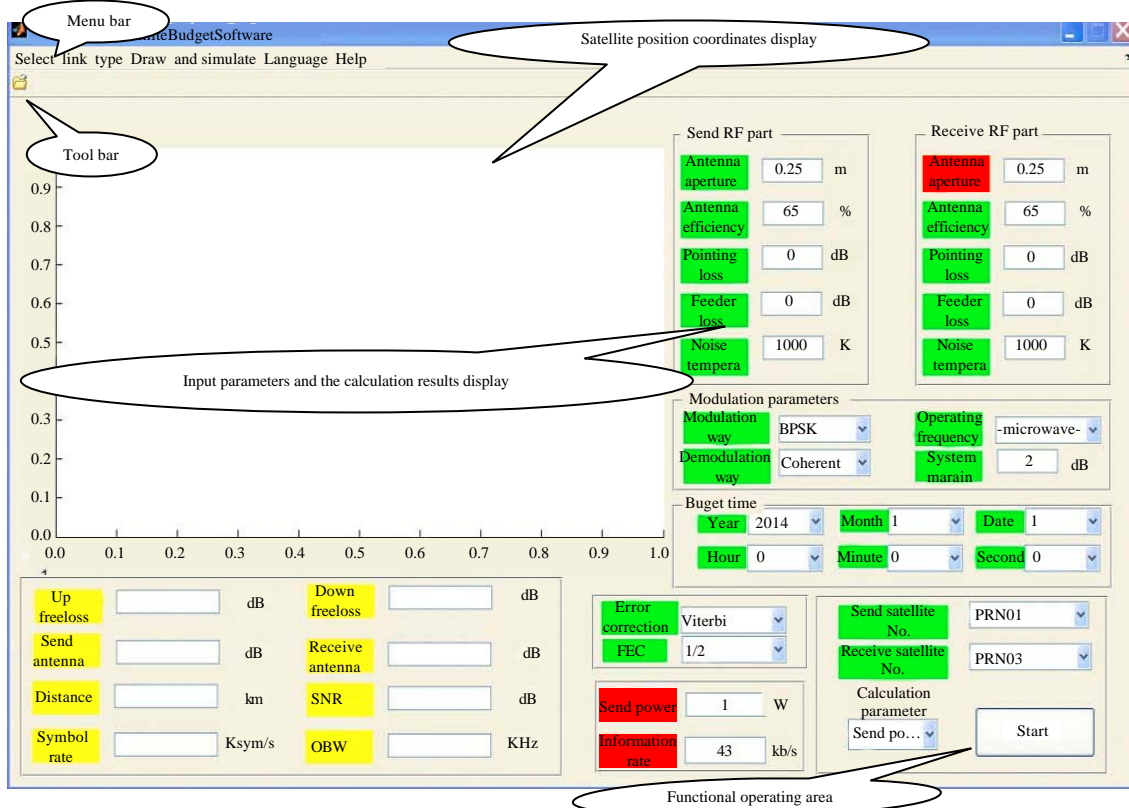 Menu bar
BudgetSoftware
Satellite position coordinates display
Select link type Draw and simulate Language Help
Tool bar
Send RF part
Antenna aperture 0.25 m
Antenna efficiency 65 %
Pointing loss 0 dB
Feeder loss 0 dB
Noise tempera 1000 K
Receive RF part
Antenna aperture 0.25 m
Antenna efficiency 65 %
Pointing loss 0 dB
Feeder loss 0 dB
Noise tempera 1000 K
0.9
0.8
0.7
0.6
0.5
Input parameters and the calculation results display
0.3
0.2
0.1
0.0
0.0 0.1 0.2 0.3 0.4 0.5 0.6 0.7 0.8 0.9 1.0
Modulation parameters
Modulation way BPSK
Operating frequency -microwave-
Demodulation way Coherent
System marain 2 dB
Buget time
Year 2014 Month 1 Date 1
Hour 0 Minute 0 Second 0
Up freeloss dB
Down freeloss dB
Send antenna dB
Receive antenna dB
Distance km
SNR dB
Symbol rate Ksym/s
OBW KHz
Error correction Viterbi
FEC 1/2
Send power 1 W
Information rate 43 kb/s
Send satellite No. PRN01
Receive satellite No. PRN03
Calculation parameter
Send po...
Start
Functional operating area